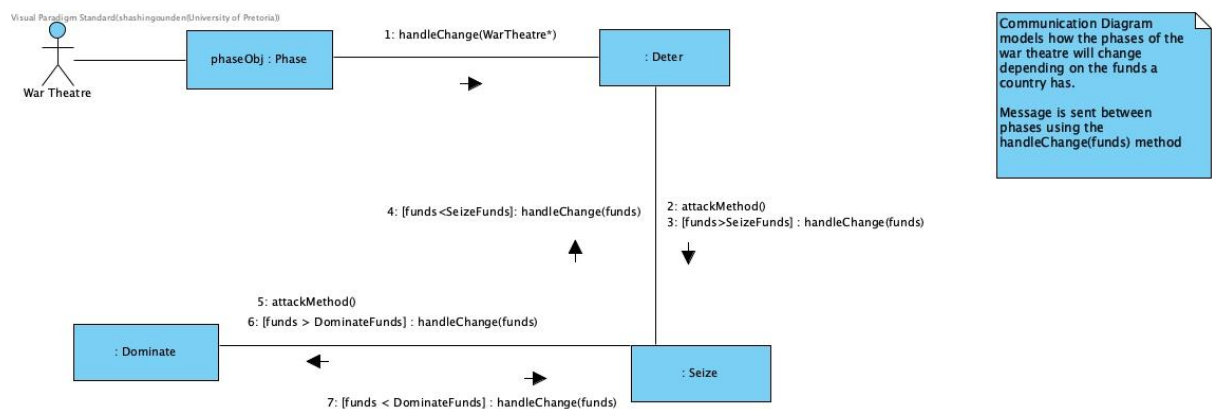 Visual Paradigm Standard(shashingounden(University of Pretoria))
War Theatre
phaseObj : Phase
1: handleChange(WarTheatre*)
: Deter
Communication Diagram
models how the phases of the
war theatre will change
depending on the funds a
country has.
Message is sent between
phases using the
handleChange(funds) method
4: [funds<SeizeFunds]: handleChange(funds)
2: attackMethod()
3: [funds>SeizeFunds] : handleChange(funds)
5: attackMethod()
6: [funds > DominateFunds] : handleChange(funds)
: Dominate
: Seize
7: [funds < DominateFunds] : handleChange(funds)